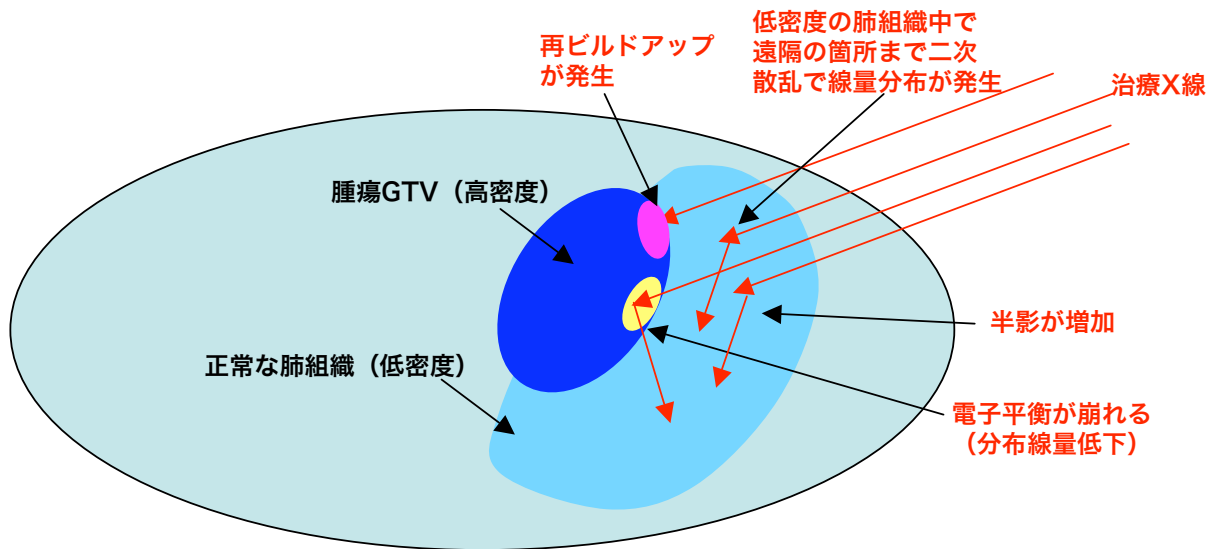 低密度の肺組織中で
遠隔の箇所まで二次
散乱で線量分布が発生
再ビルドアップ
が発生
治療X線
腫瘍GTV（高密度）
半影が増加
正常な肺組織（低密度）
電子平衡が崩れる
（分布線量低下）